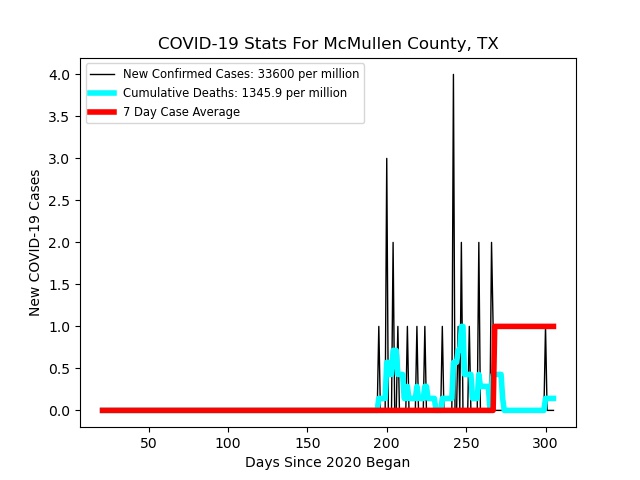 COVID-19 Stats For McMullen County, TX
New Confirmed Cases: 33600 per million
Cumulative Deaths: 1345.9 per million
7 Day Case Average
New COVID-19 Cases
4.0
3.5
3.0
2.5
2.0
1.5
1.0
0.5
0.0
50 100 150 200 250 300
Days Since 2020 Began